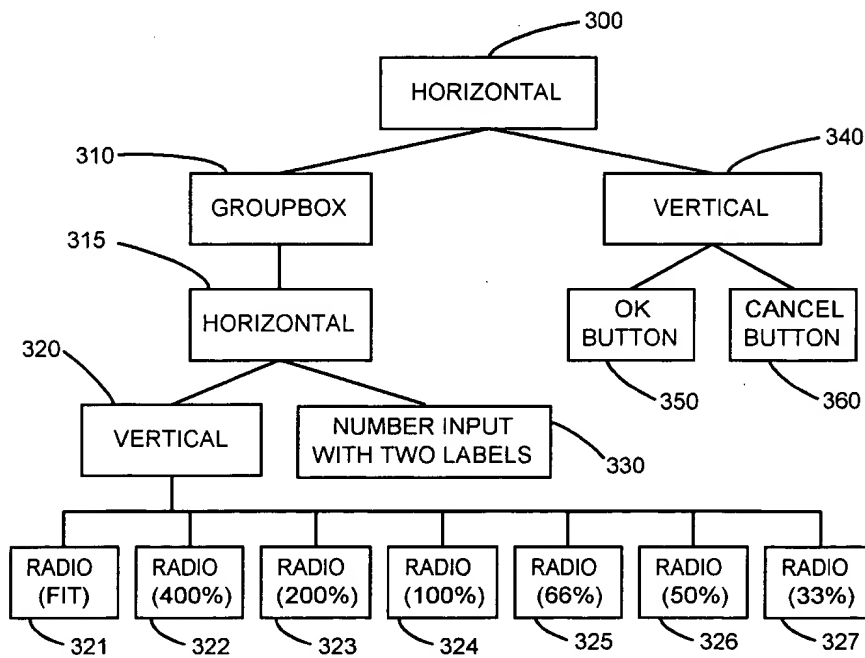 300
HORIZONTAL
310
340
GROUPBOX
VERTICAL
315
HORIZONTAL
OK
BUTTON
CANCEL
BUTTON
320
350
360
VERTICAL
NUMBER INPUT
WITH TWO LABELS
330
RADIO
(FIT)
RADIO
(400%)
RADIO
(200%)
RADIO
(100%)
RADIO
(66%)
RADIO
(50%)
RADIO
(33%)
321
322
323
324
325
326
327